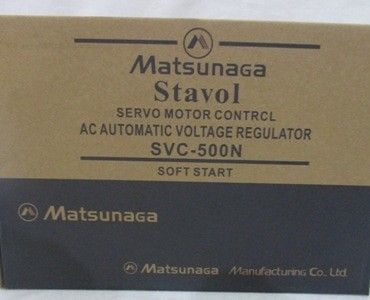 Matsunaga
Stavol
SERVO MOTOR CONTRCL
AC AUTOMATIC VOLTAGE REGULATOR
SVC-500N
SOFT START
Matsunaga
Matsunaga Manufacturing Co., Ltd.